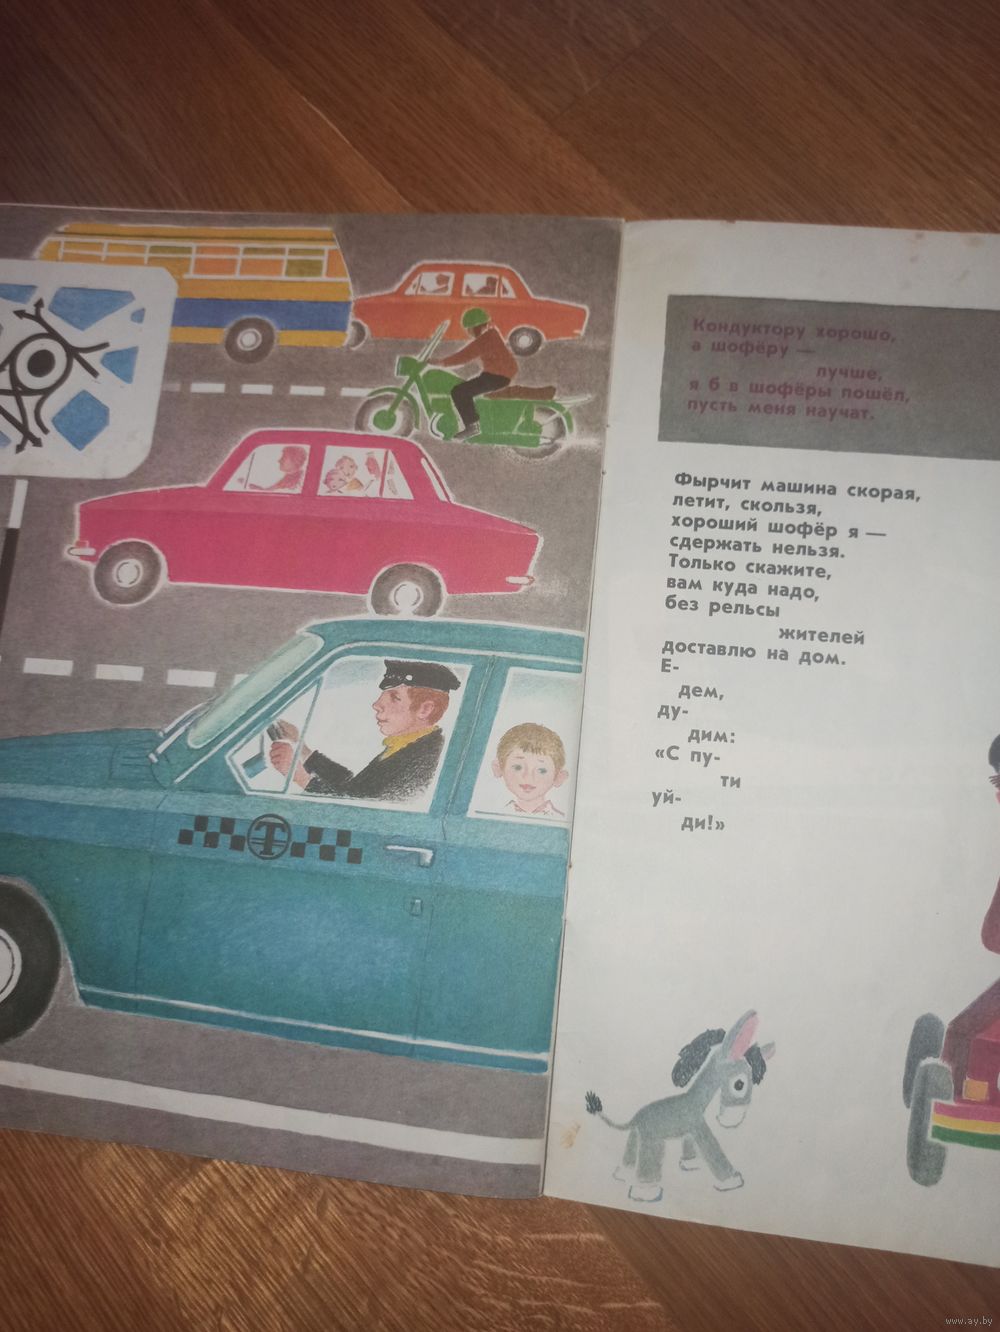 Т
Кондуктору хорошо,
а шофёру —
лучше,
я б в шофёры пошёл,
пусть меня научат.
Фырчит машина скорая,
летит, скользя,
хороший шофёр я —
сдержать нельзя.
Только скажите,
вам куда надо,
без рельсы
жителей
доставлю на дом.
Е-
дем,
ду-
дим:
«С пу-
ти
уй-
ди!»
www.ay.by